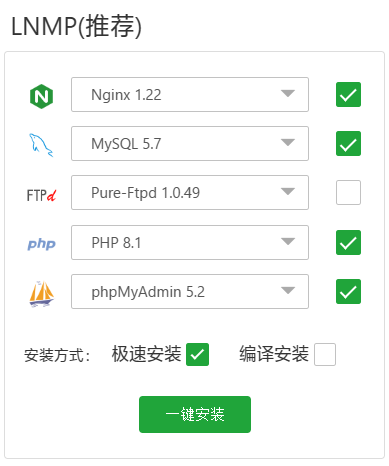 LNMP(推荐)
N Nginx 1.22
MySQL 5.7
FTPd Pure-Ftpd 1.0.49
php PHP 8.1
phpMyAdmin 5.2
安装方式： 极速安装 编译安装
一键安装